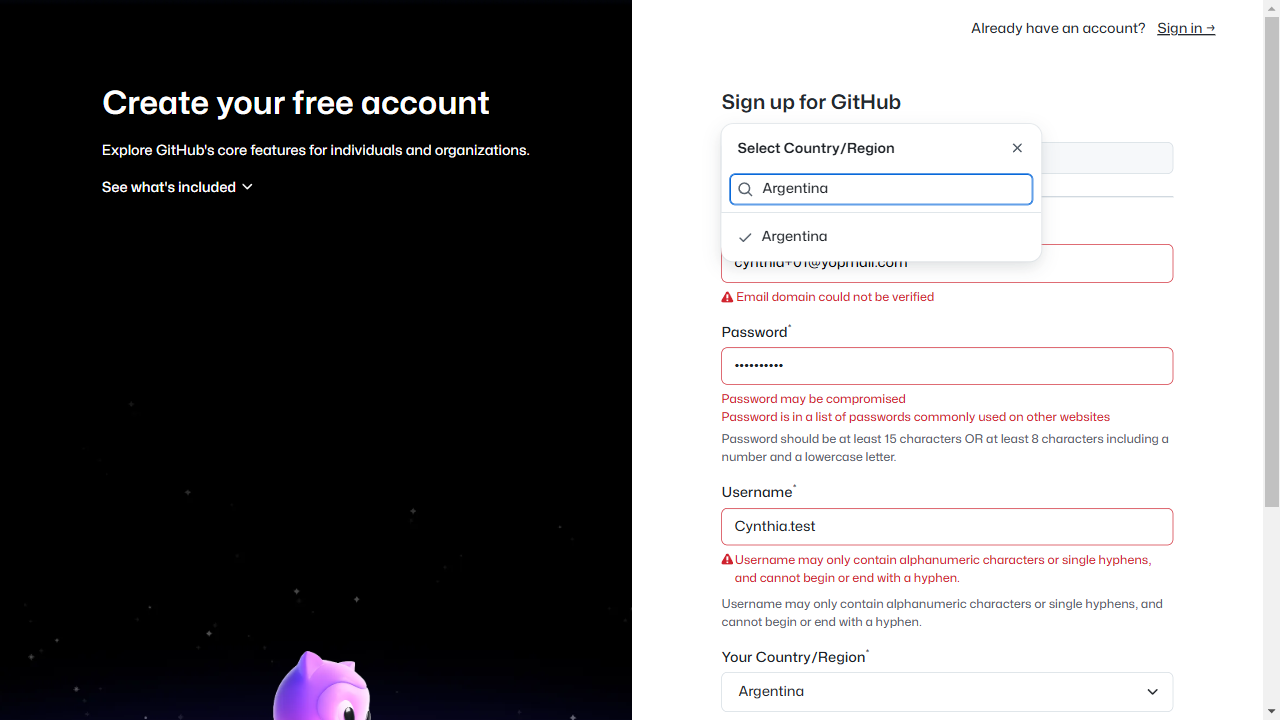 Already have an account? Sign in →
Create your free account
Explore GitHub's core features for individuals and organizations.
See what's included
Sign up for GitHub
Select Country/Region
Argentina
Argentina
cynthia+01@yopmail.com
Email domain could not be verified
Password*
••••••••••
Password may be compromised
Password is in a list of passwords commonly used on other websites
Password should be at least 15 characters OR at least 8 characters including a
number and a lowercase letter.
Username*
Cynthia.test
Username may only contain alphanumeric characters or single hyphens,
and cannot begin or end with a hyphen.
Username may only contain alphanumeric characters or single hyphens, and
cannot begin or end with a hyphen.
Your Country/Region*
Argentina